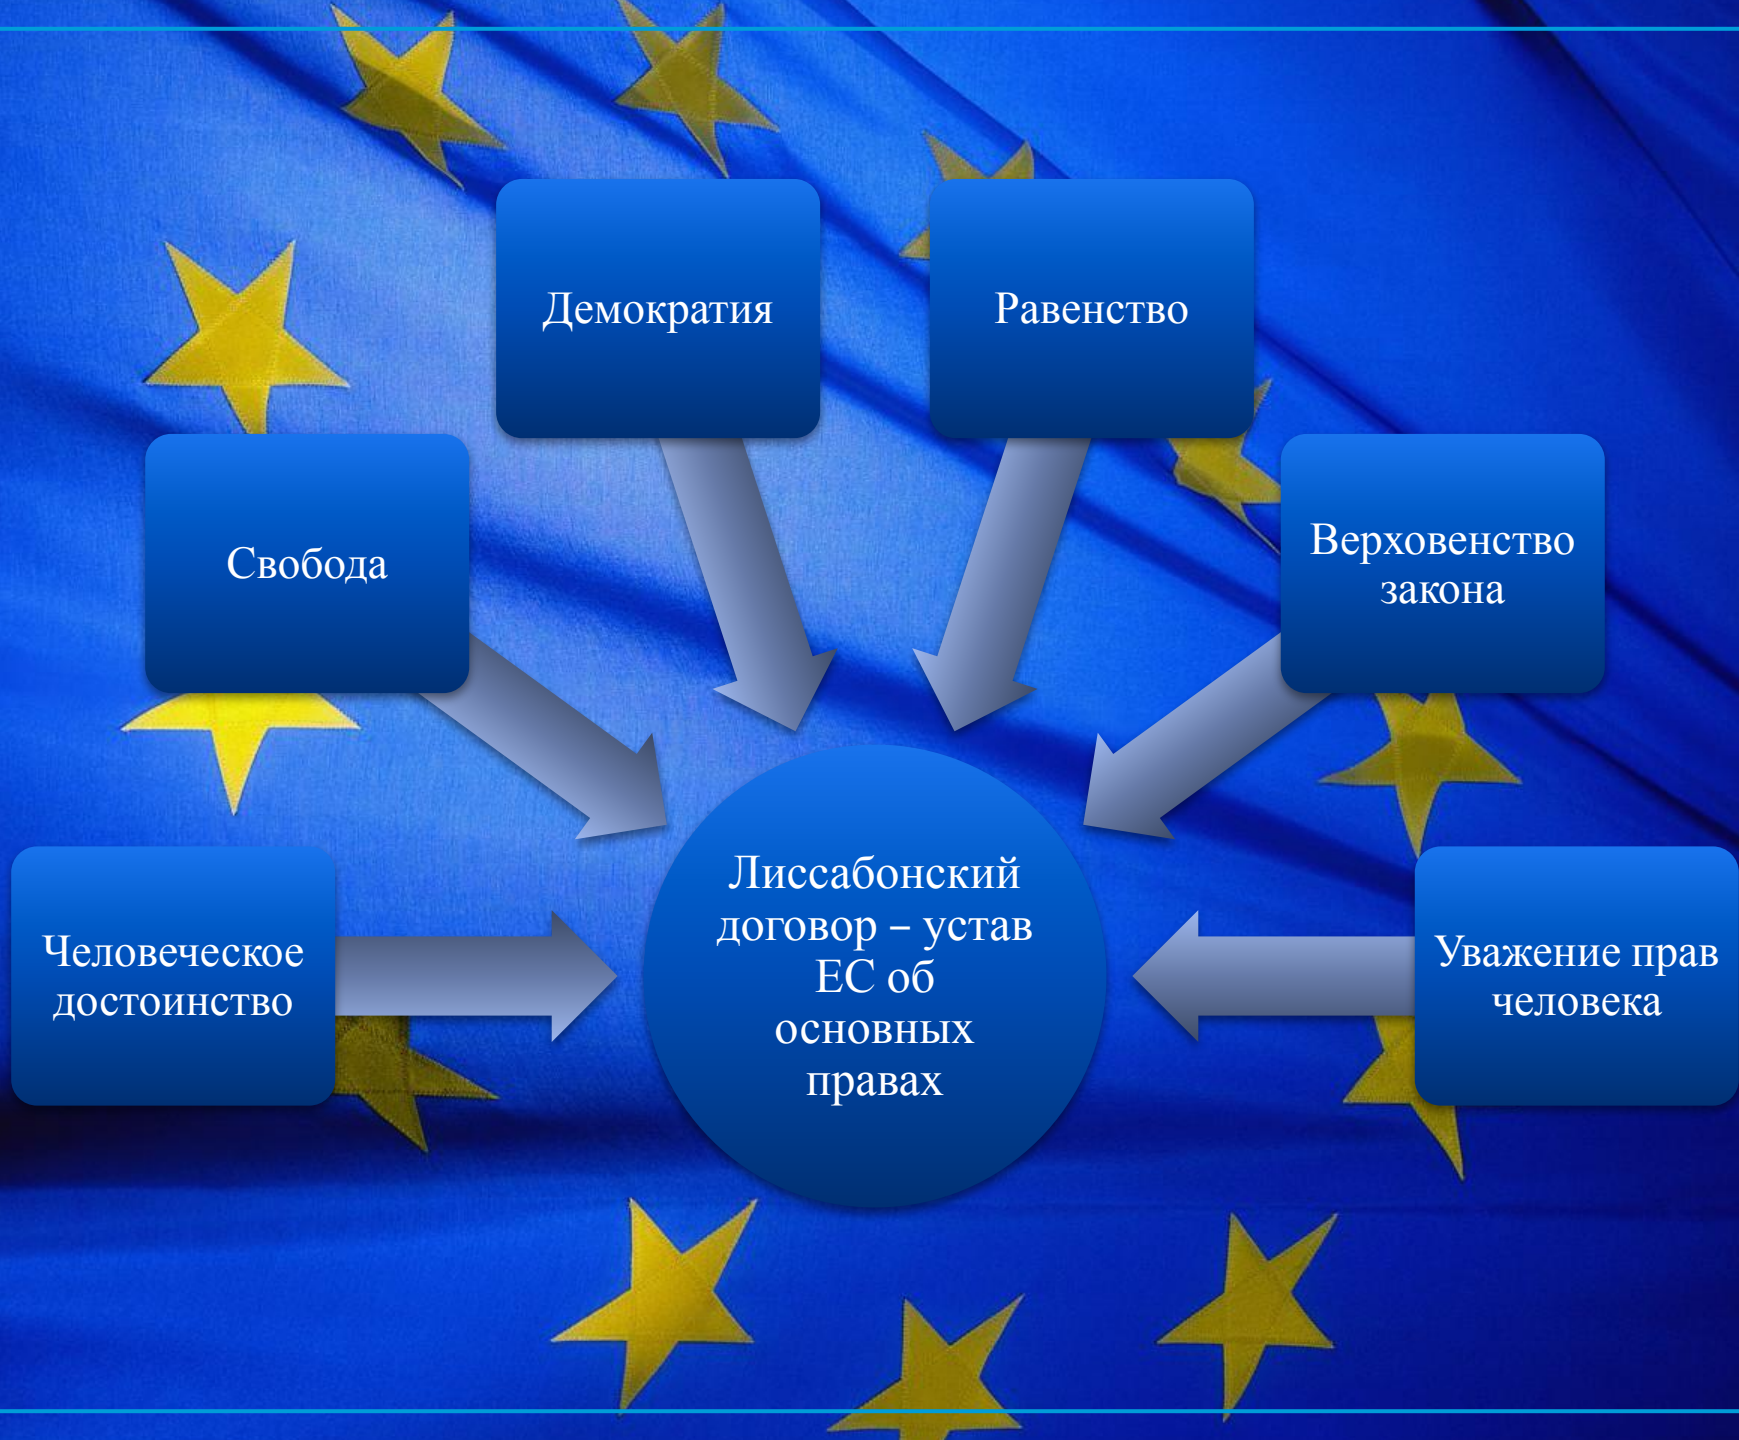 Демократия
Равенство
Свобода
Верховенство
закона
Человеческое
достоинство
Лиссабонский
договор – устав
ЕС об
основных
правах
Уважение прав
человека